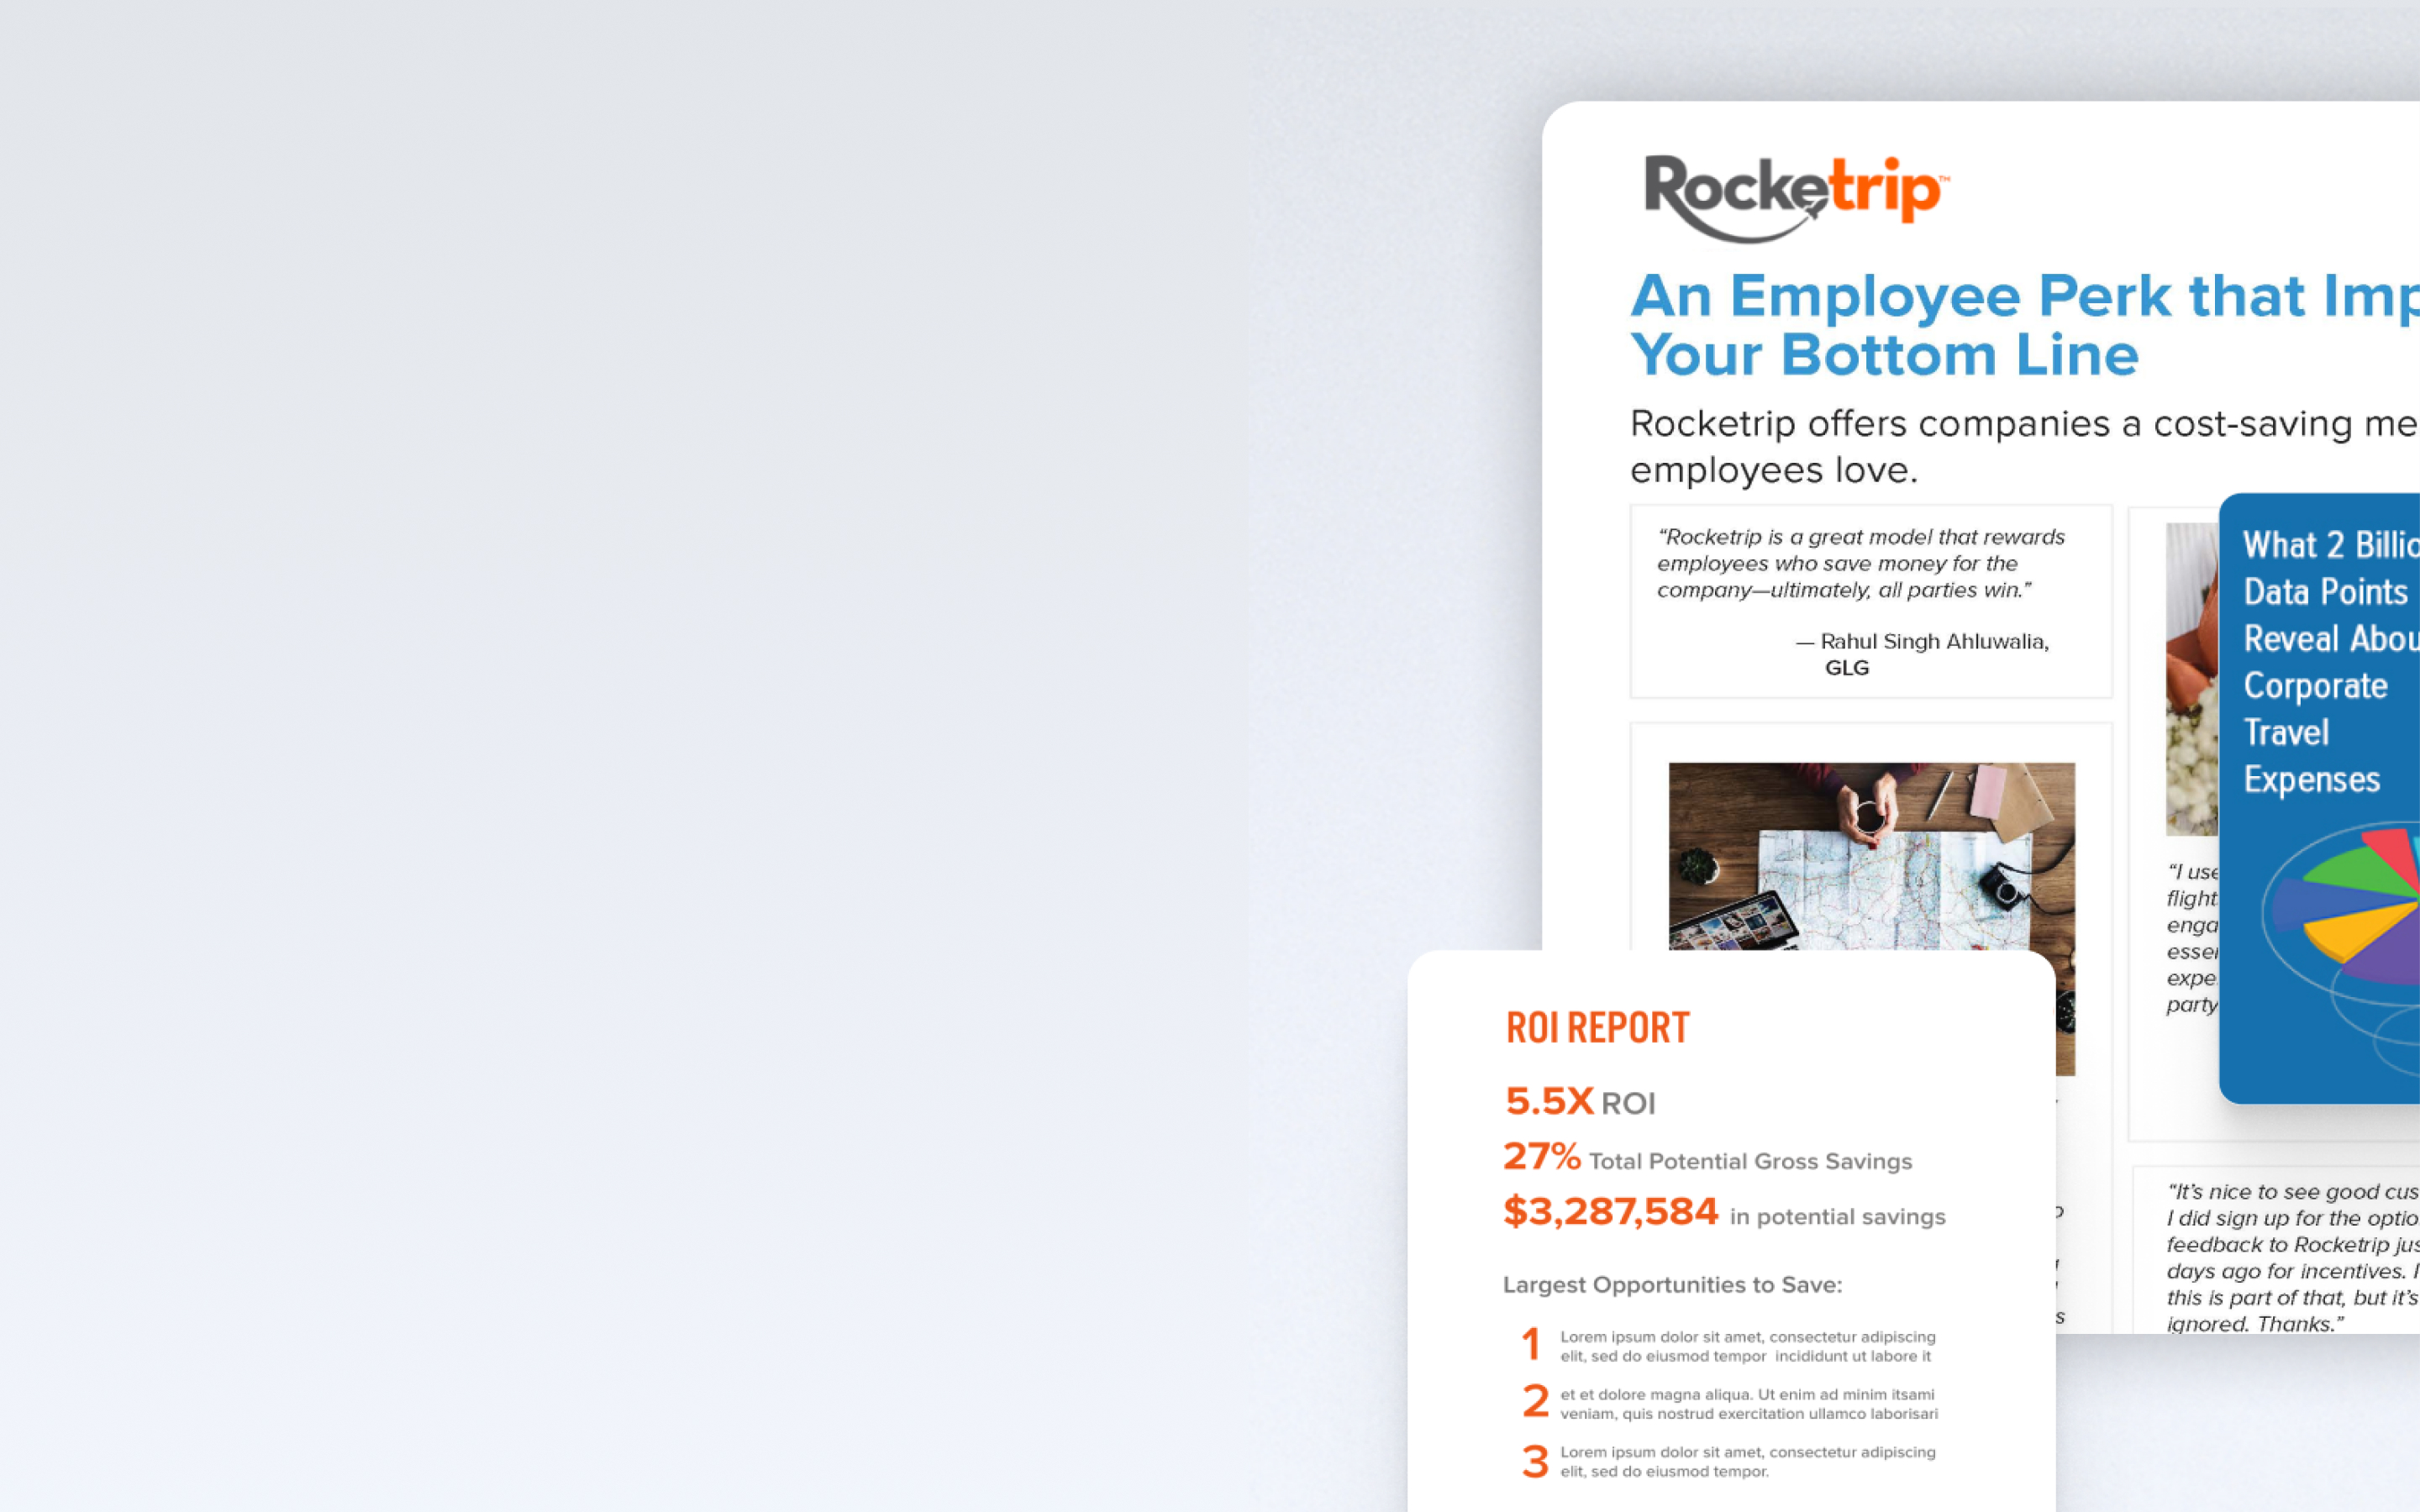 Rocketrip™
An Employee Perk that Imp
Your Bottom Line
Rocketrip offers companies a cost-saving me
employees love.
“Rocketrip is a great model that rewards
employees who save money for the
company—ultimately, all parties win.”
— Rahul Singh Ahluwalia,
GLG
What 2 Billio
Data Points
Reveal Abou
Corporate
Travel
Expenses
“I use
flight
enga
essen
expe
party
“It’s nice to see good cus
I did sign up for the optio
feedback to Rocketrip jus
days ago for incentives. I
this is part of that, but it’s
ignored. Thanks.”
ROI REPORT
5.5X ROI
27% Total Potential Gross Savings
$3,287,584 in potential savings
Largest Opportunities to Save:
1 Lorem ipsum dolor sit amet, consectetur adipiscing
elit, sed do eiusmod tempor incididunt ut labore it
2 et et dolore magna aliqua. Ut enim ad minim itsami
veniam, quis nostrud exercitation ullamco laborisari
3 Lorem ipsum dolor sit amet, consectetur adipiscing
elit, sed do eiusmod tempor.